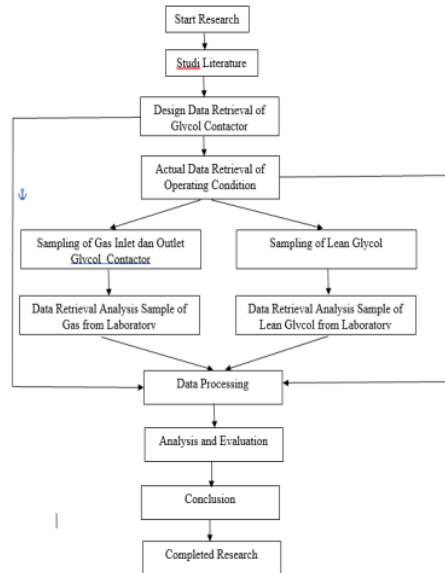 Start Research
Studi Literature
Design Data Retrieval of
Glycol Contactor
Actual Data Retrieval of
Operating Condition
Sampling of Gas Inlet dan Outlet
Glycol Contactor
Sampling of Lean Glycol
Data Retrieval Analysis Sample of
Gas from Laboratory
Data Retrieval Analysis Sample of
Lean Glycol from Laboratory
Data Processing
Analysis and Evaluation
Conclusion
Completed Research